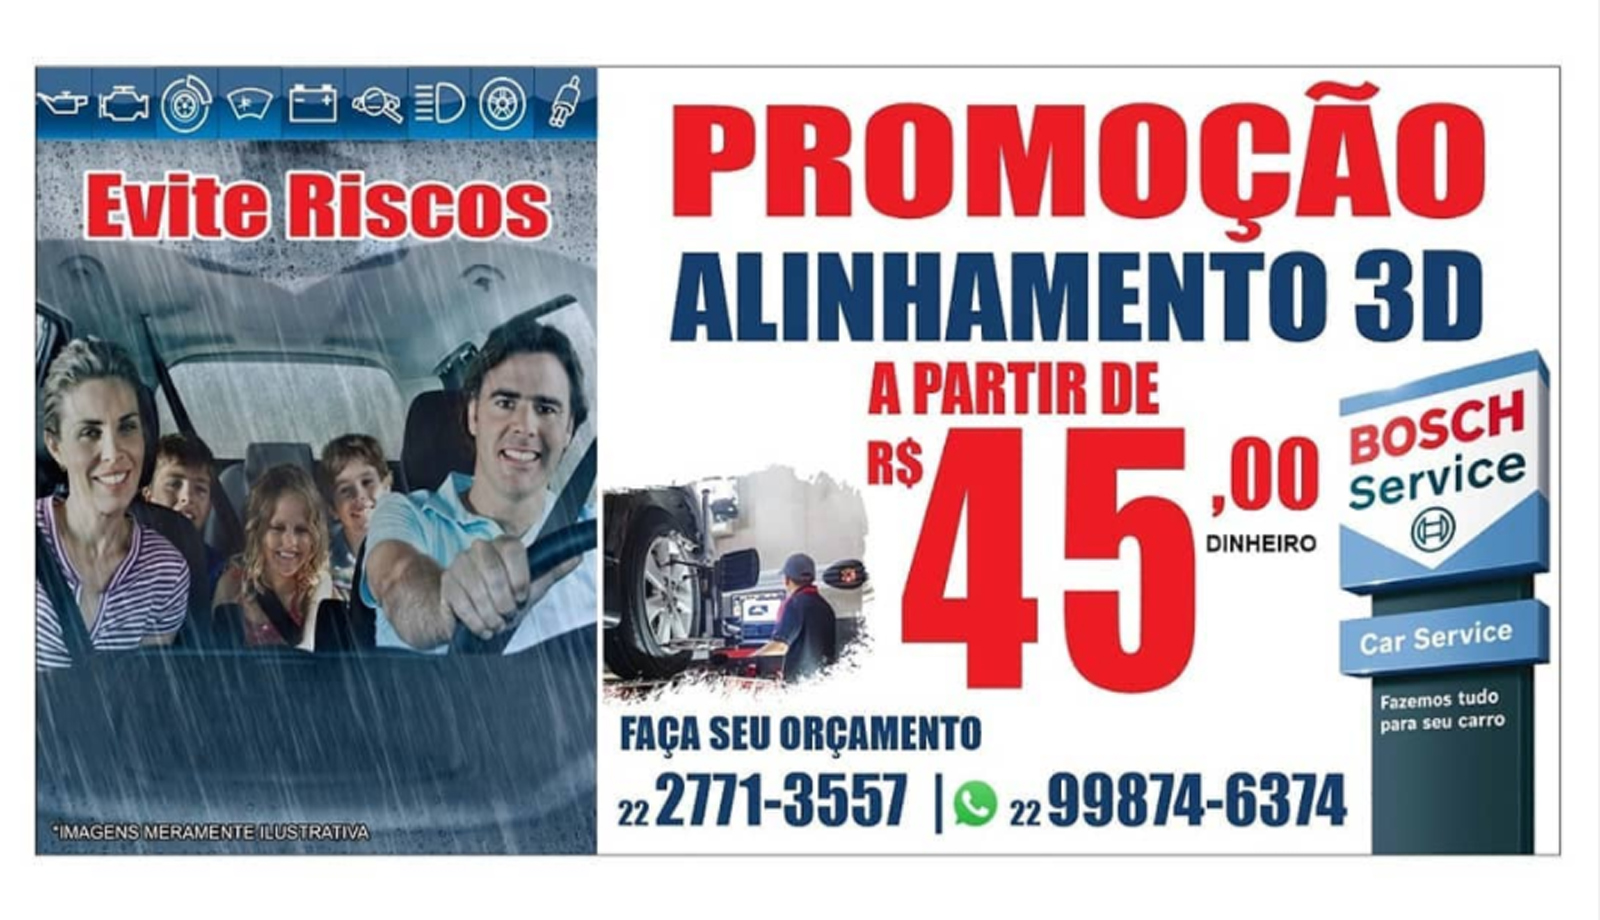 Evite Riscos
*IMAGENS MERAMENTE ILUSTRATIVA
PROMOÇÃO
ALINHAMENTO 3D
A PARTIR DE
R$ 45,00
DINHEIRO
FAÇA SEU ORÇAMENTO
22 2771-3557 | 22 99874-6374
BOSCH
Service
Car Service
Fazemos tudo
para seu carro